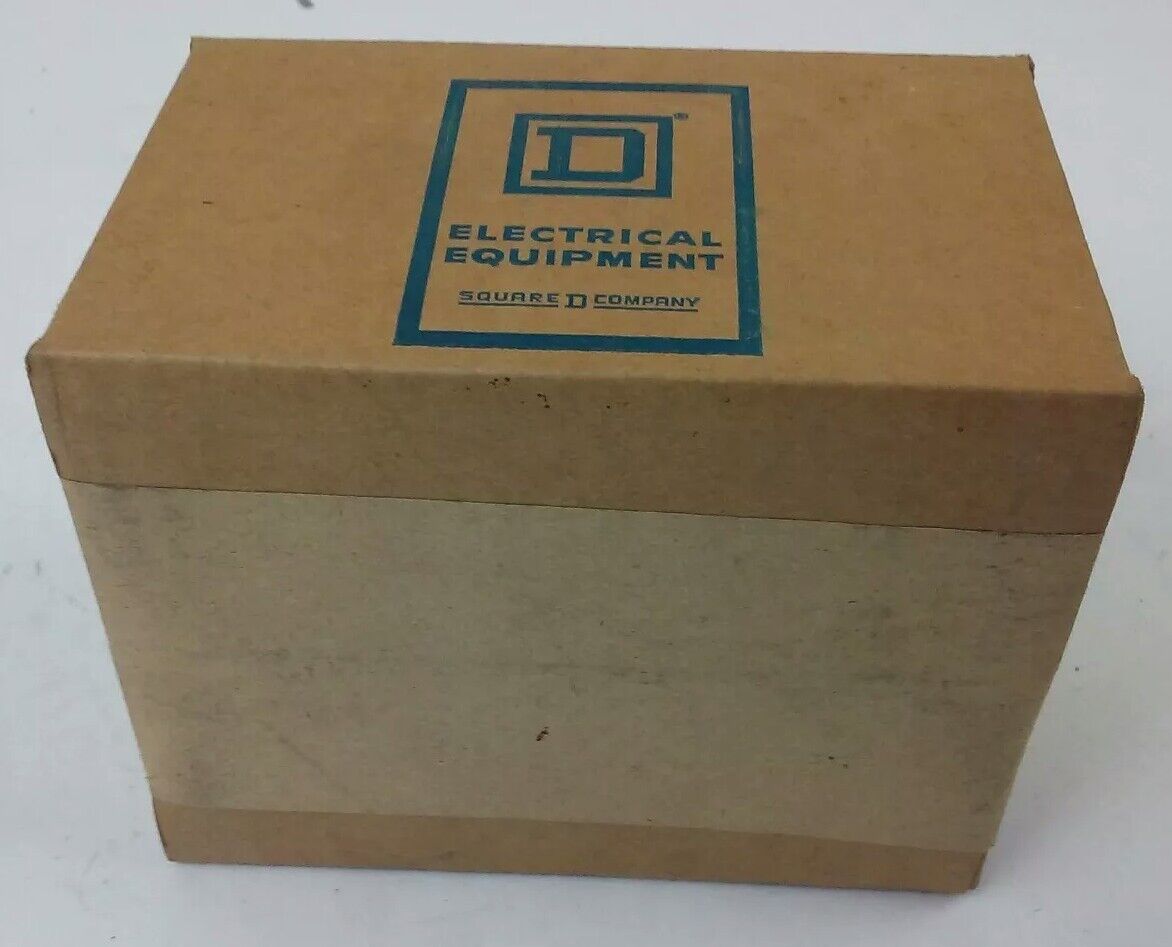 D®
ELECTRICAL
EQUIPMENT
SQUARE D COMPANY